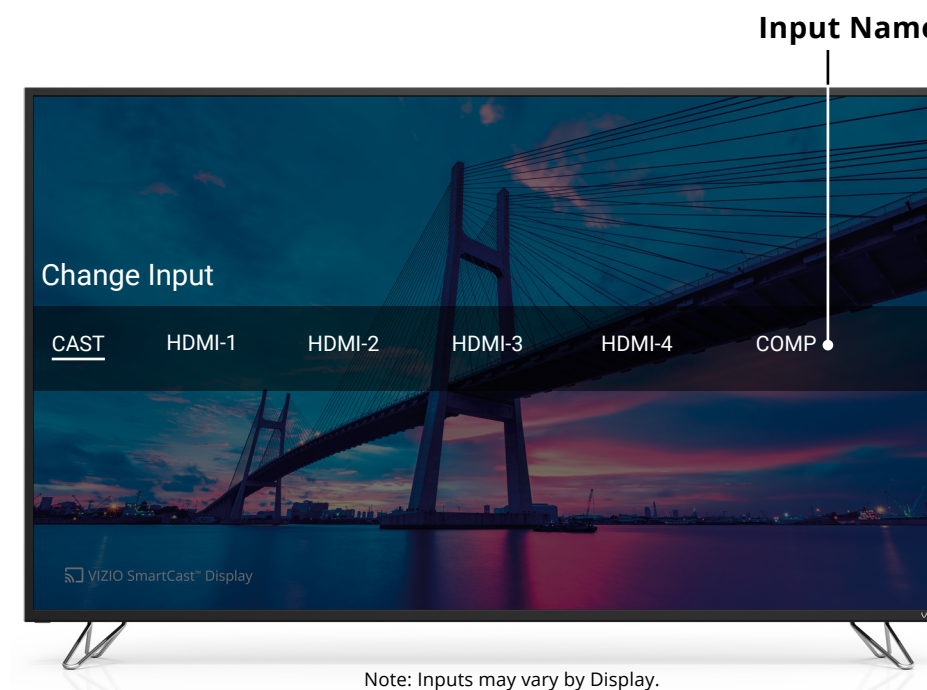 Input Name
Change Input
CAST HDMI-1 HDMI-2 HDMI-3 HDMI-4 COMP
VIZIO SmartCast™ Display
Note: Inputs may vary by Display.